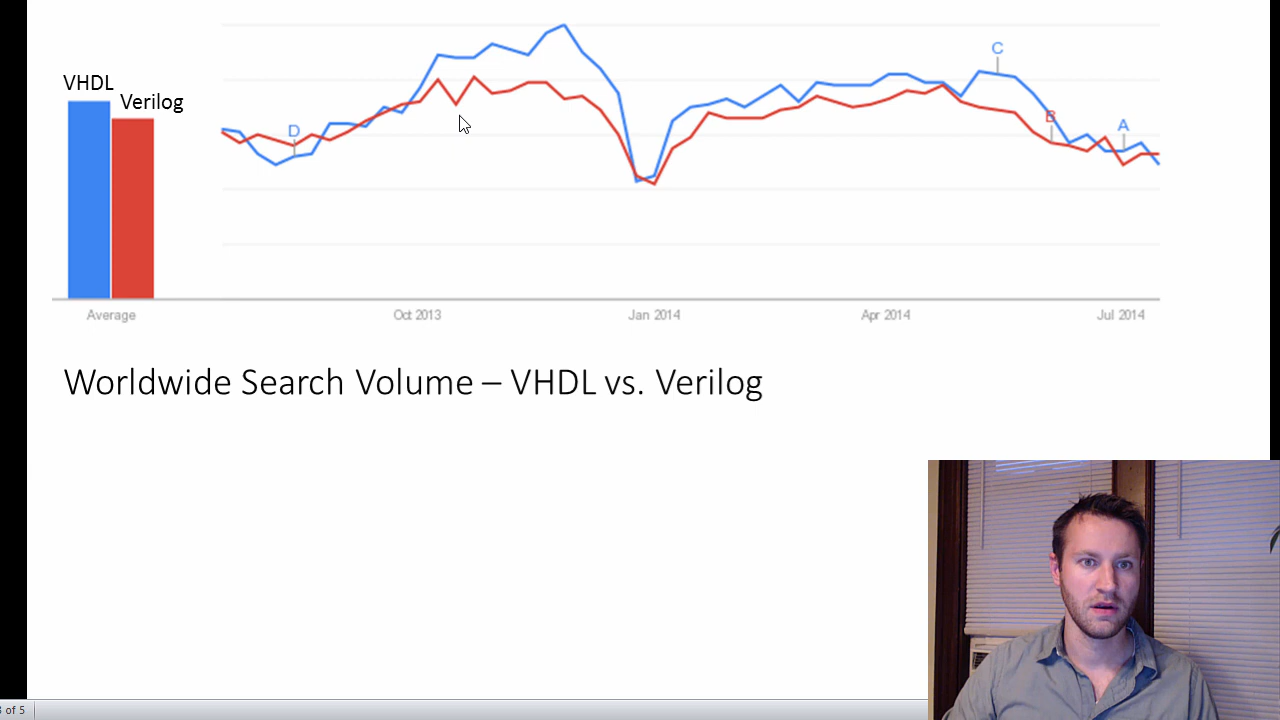 VHDL
Verilog
D
C
B
A
Average
Oct 2013
Jan 2014
Apr 2014
Jul 2014
Worldwide Search Volume – VHDL vs. Verilog
of 5